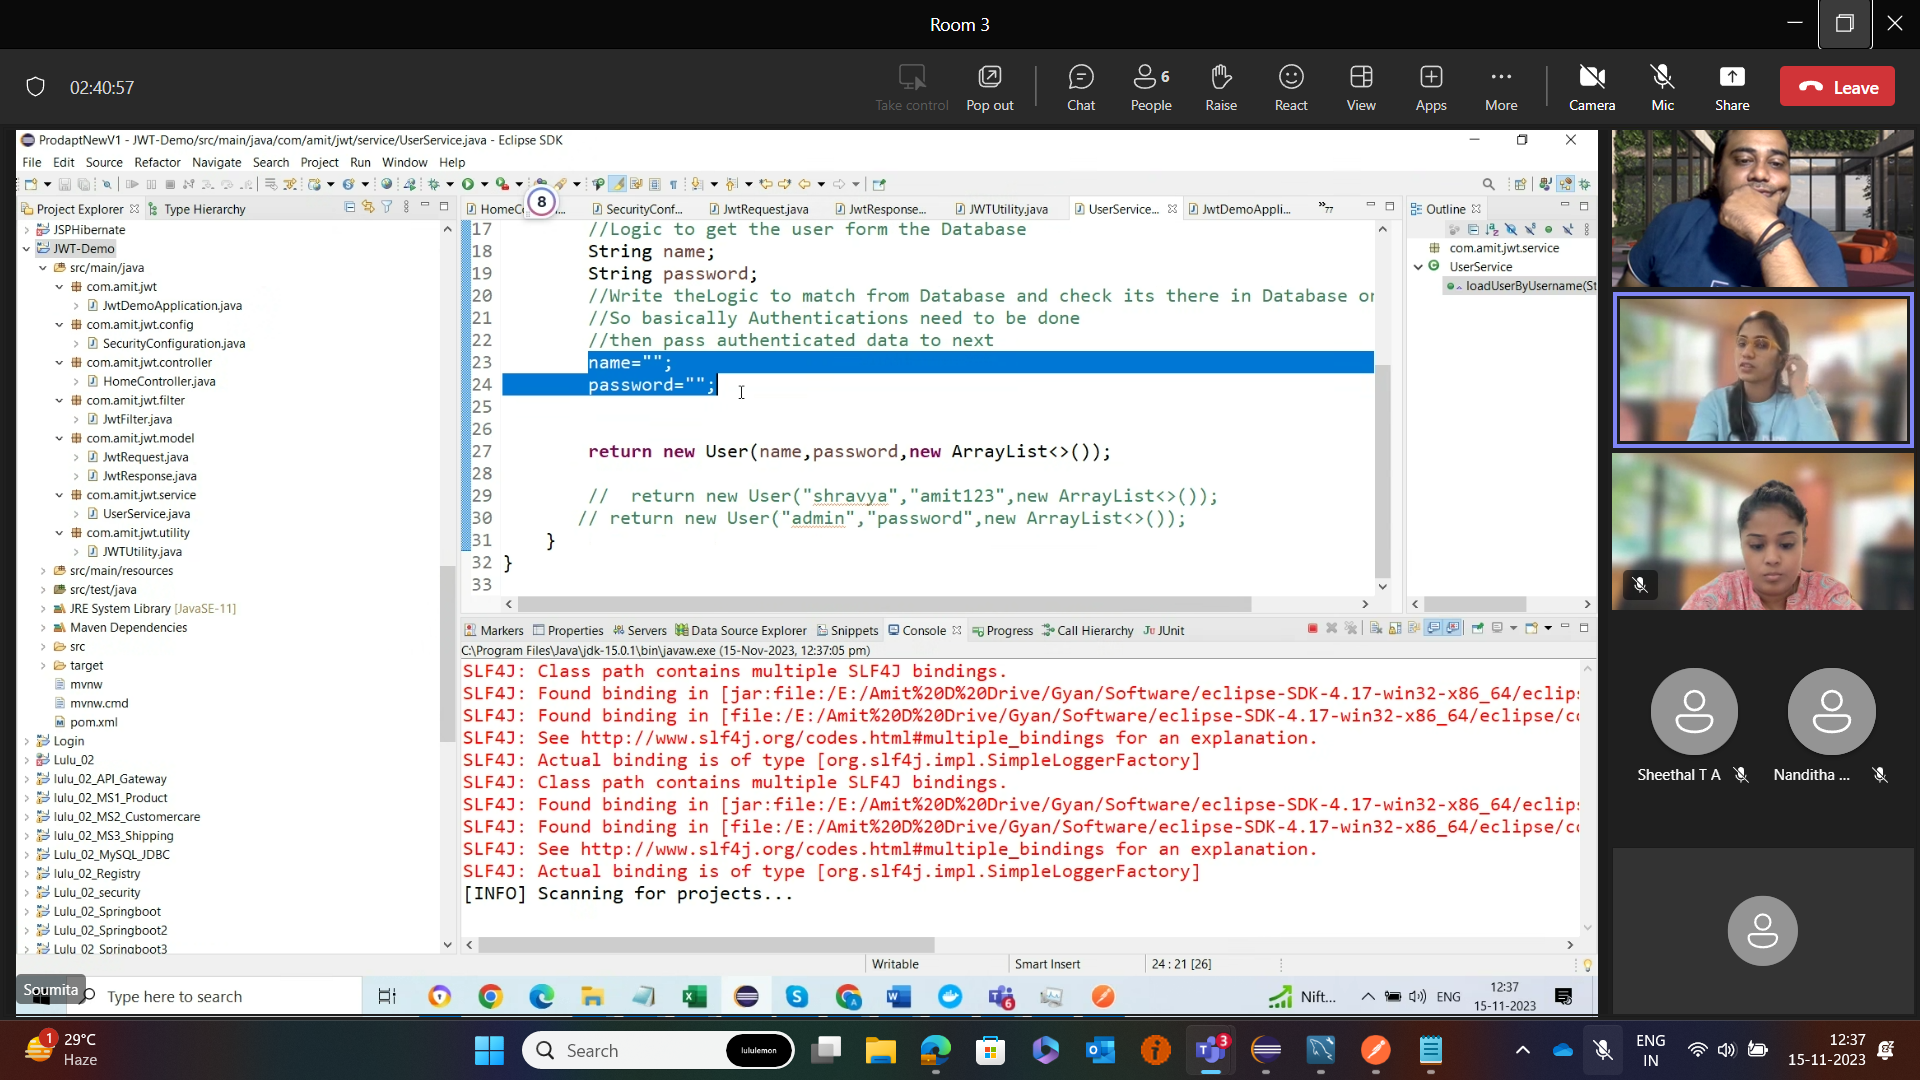 Room 3
02:40:57
Take control
Pop out
Chat
People
6
Raise
React
View
Apps
More
Camera
Mic
Share
Leave
ProdaptNewV1 - JWT-Demo/src/main/java/com/amit/jwt/service/UserService.java - Eclipse SDK
File Edit Source Refactor Navigate Search Project Run Window Help
8
Project Explorer
Type Hierarchy
SecurityConf...
JwtRequest.java
JwtResponse...
JWTUtility.java
UserService...
JwtDemoAppli...
»77
Outline
JSPHibernate
JWT-Demo
src/main/java
com.amit.jwt
JwtDemoApplication.java
com.amit.jwt.config
SecurityConfiguration.java
com.amit.jwt.controller
HomeController.java
com.amit.jwt.filter
JwtFilter.java
com.amit.jwt.model
JwtRequest.java
JwtResponse.java
com.amit.jwt.service
UserService.java
com.amit.jwt.utility
JWTUtility.java
src/main/resources
src/test/java
JRE System Library [JavaSE-11]
Maven Dependencies
src
target
mvnw
mvnw.cmd
pom.xml
Login
Lulu_02
lulu_02_API_Gateway
lulu_02_MS1_Product
lulu_02_MS2_Customercare
lulu_02_MS3_Shipping
Lulu_02_MySQL_JDBC
lulu_02_Registry
Lulu_02_security
Lulu_02_Springboot
Lulu_02_Springboot2
Lulu_02_Springboot3
17 //Logic to get the user form the Database
18 String name;
19 String password;
20 //Write theLogic to match from Database and check its there in Database or
21 //So basically Authentications need to be done
22 //then pass authenticated data to next
23 name="";
24 password="";
25
26
27 return new User(name,password,new ArrayList<>());
28
29 // return new User("shravya","amit123",new ArrayList<>());
30 // return new User("admin","password",new ArrayList<>());
31 }
32 }
33
com.amit.jwt.service
UserService
loadUserByUsername(St
Markers Properties Servers Data Source Explorer Snippets Console Progress Call Hierarchy JUnit
C:\Program Files\Java\jdk-15.0.1\bin\javaw.exe (15-Nov-2023, 12:37:05 pm)
SLF4J: Class path contains multiple SLF4J bindings.
SLF4J: Found binding in [jar:file:/E:/Amit%20D%20Drive/Gyan/Software/eclipse-SDK-4.17-win32-x86_64/eclips
SLF4J: Found binding in [file:/E:/Amit%20D%20Drive/Gyan/Software/eclipse-SDK-4.17-win32-x86_64/eclipse/co
SLF4J: See http://www.slf4j.org/codes.html#multiple_bindings for an explanation.
SLF4J: Actual binding is of type [org.slf4j.impl.SimpleLoggerFactory]
SLF4J: Class path contains multiple SLF4J bindings.
SLF4J: Found binding in [jar:file:/E:/Amit%20D%20Drive/Gyan/Software/eclipse-SDK-4.17-win32-x86_64/eclips
SLF4J: Found binding in [file:/E:/Amit%20D%20Drive/Gyan/Software/eclipse-SDK-4.17-win32-x86_64/eclipse/co
SLF4J: See http://www.slf4j.org/codes.html#multiple_bindings for an explanation.
SLF4J: Actual binding is of type [org.slf4j.impl.SimpleLoggerFactory]
[INFO] Scanning for projects...
Writable
Smart Insert
24 : 21 [26]
Soumita
Type here to search
6
Nift...
ENG
12:37
15-11-2023
Sheethal T A
Nanditha ...
1
29°C
Haze
Search
lululemon
3
ENG
IN
12:37
15-11-2023